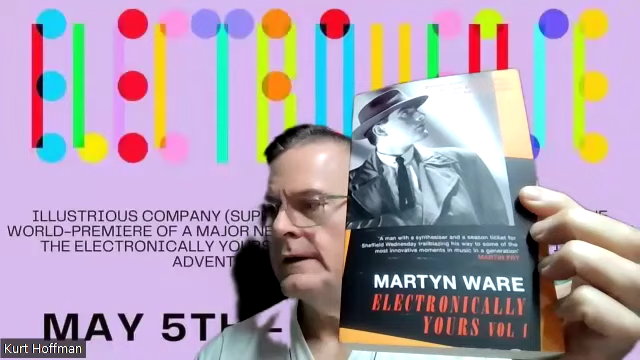 ILLUSTRIOUS COMPANY (SUP
WORLD-PREMIERE OF A MAJOR NE
THE ELECTRONICALLY YOURS
ADVENT
MAY 5TH -
'A man with a synthesiser and a season ticket for
Sheffield Wednesday trailblazing his way to some of the
most innovative moments in music in a generation'
MARTIN FRY
MARTYN WARE
ELECTRONICALLY
YOURS VOL 1
Kurt Hoffman